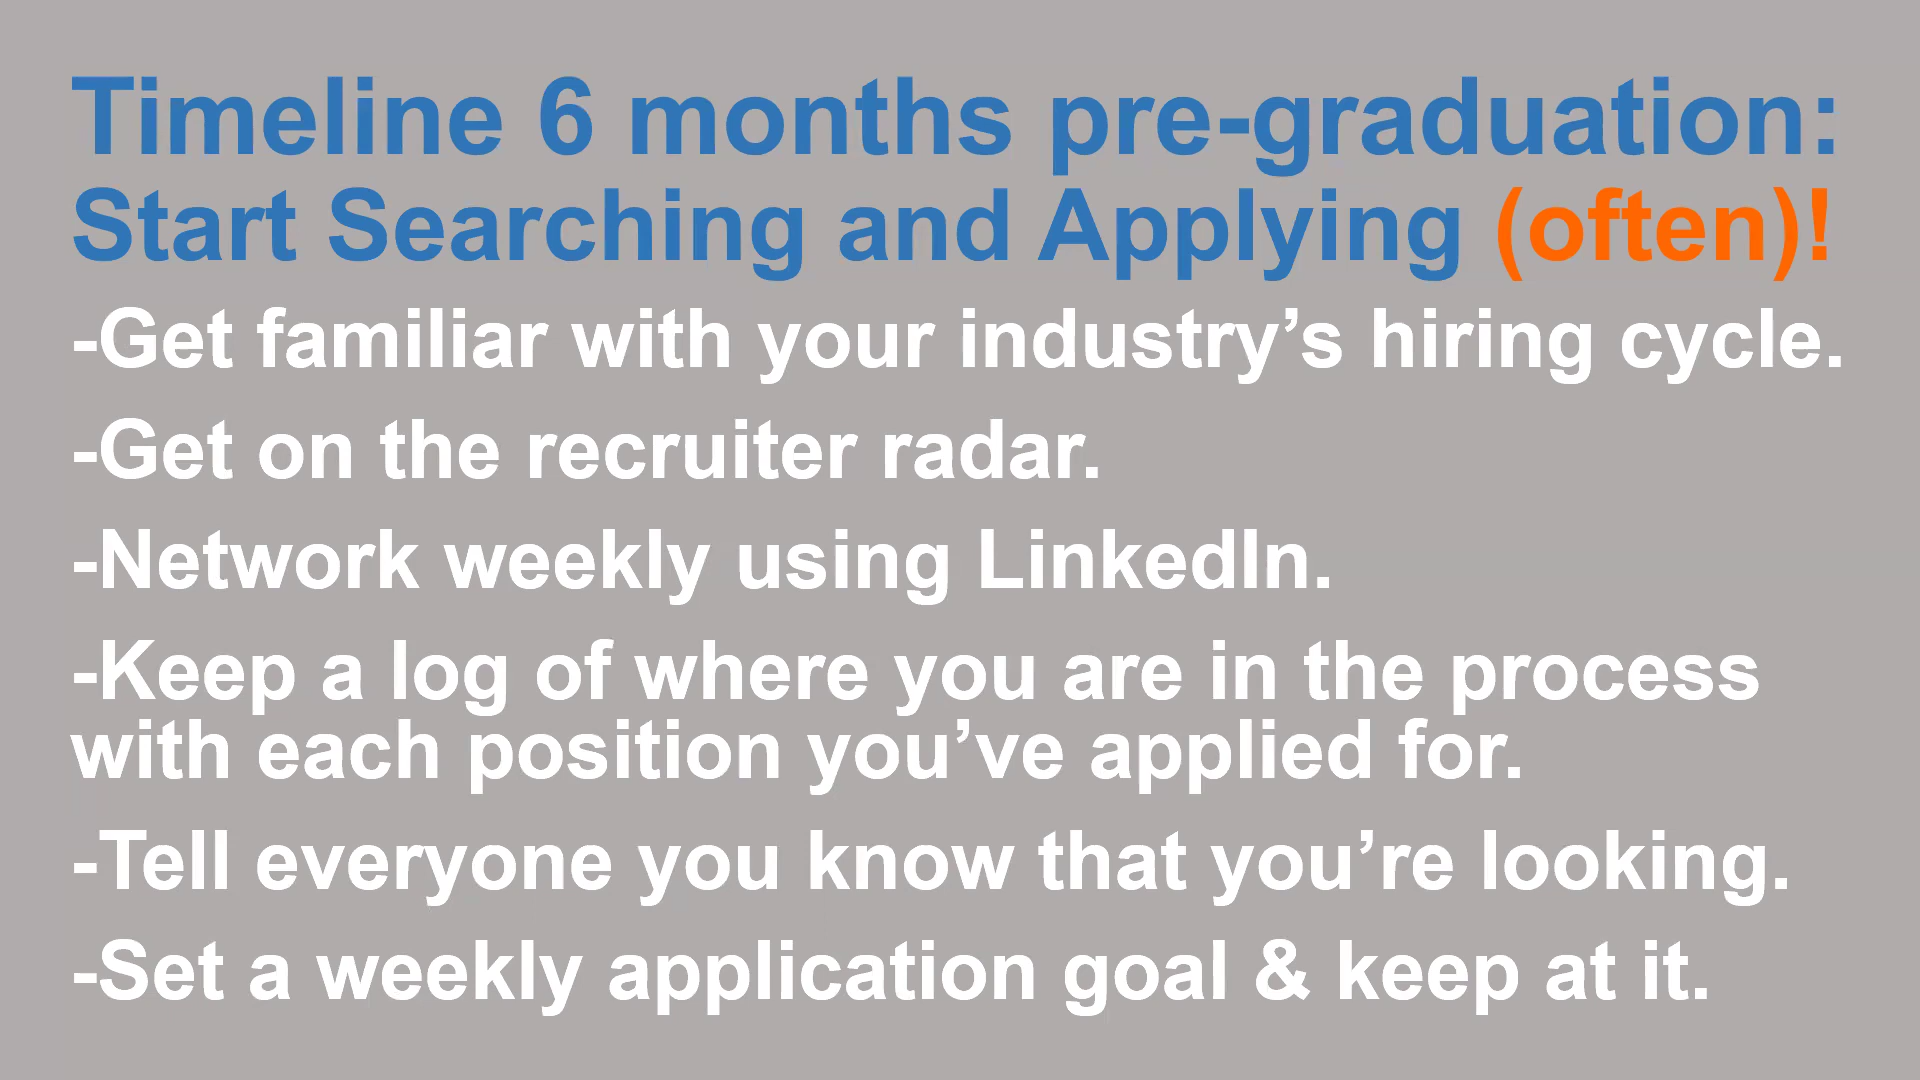 Timeline 6 months pre-graduation:
Start Searching and Applying (often)!
-Get familiar with your industry’s hiring cycle.
-Get on the recruiter radar.
-Network weekly using LinkedIn.
-Keep a log of where you are in the process
with each position you’ve applied for.
-Tell everyone you know that you’re looking.
-Set a weekly application goal & keep at it.